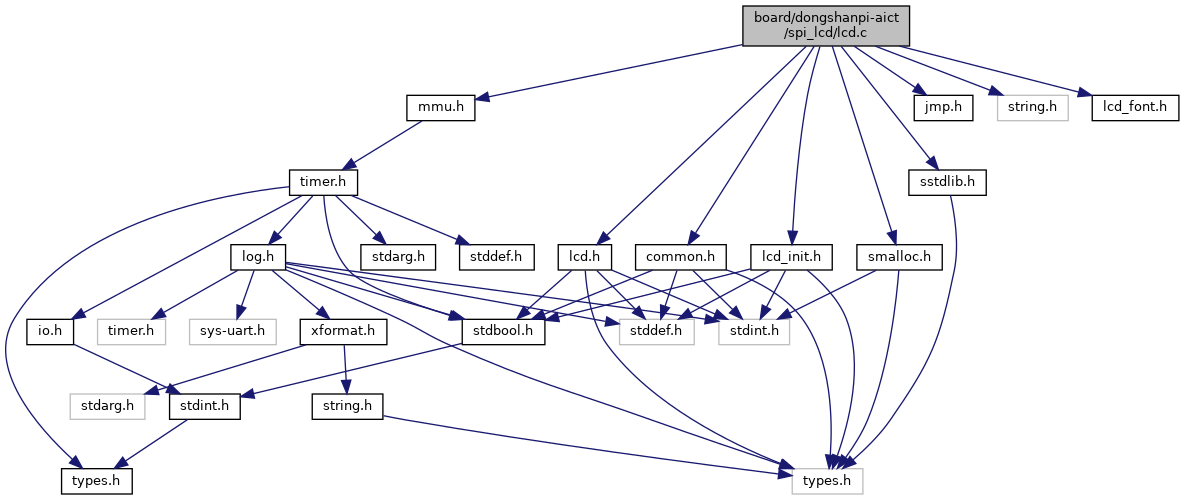 board/dongshanpi-aict
/spi_lcd/lcd.c
mmu.h
jmp.h
string.h
lcd_font.h
timer.h
sstdlib.h
log.h
stdarg.h
stddef.h
lcd.h
common.h
lcd_init.h
smalloc.h
io.h
timer.h
sys-uart.h
xformat.h
stdbool.h
stddef.h
stdint.h
stdarg.h
stdint.h
string.h
types.h
types.h